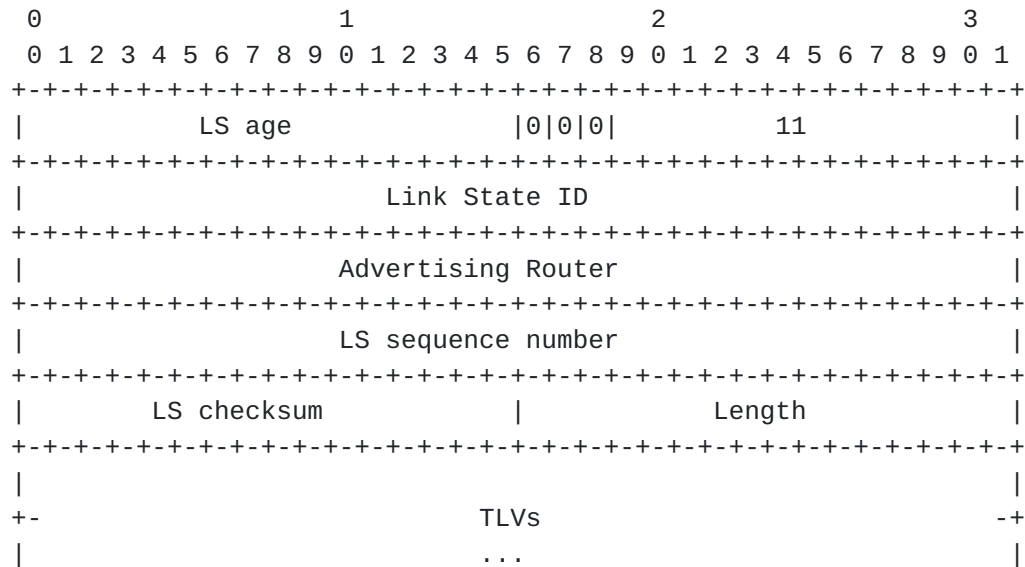 0                   1                   2                   3
 0 1 2 3 4 5 6 7 8 9 0 1 2 3 4 5 6 7 8 9 0 1 2 3 4 5 6 7 8 9 0 1
+-+-+-+-+-+-+-+-+-+-+-+-+-+-+-+-+-+-+-+-+-+-+-+-+-+-+-+-+-+-+-+-+
|           LS age              |0|0|0|          11             |
+-+-+-+-+-+-+-+-+-+-+-+-+-+-+-+-+-+-+-+-+-+-+-+-+-+-+-+-+-+-+-+-+
|                       Link State ID                           |
+-+-+-+-+-+-+-+-+-+-+-+-+-+-+-+-+-+-+-+-+-+-+-+-+-+-+-+-+-+-+-+-+
|                    Advertising Router                         |
+-+-+-+-+-+-+-+-+-+-+-+-+-+-+-+-+-+-+-+-+-+-+-+-+-+-+-+-+-+-+-+-+
|                    LS sequence number                         |
+-+-+-+-+-+-+-+-+-+-+-+-+-+-+-+-+-+-+-+-+-+-+-+-+-+-+-+-+-+-+-+-+
|        LS checksum            |            Length             |
+-+-+-+-+-+-+-+-+-+-+-+-+-+-+-+-+-+-+-+-+-+-+-+-+-+-+-+-+-+-+-+-+
|                                                               |
+-                            TLVs                             -+
|                             ...                               |